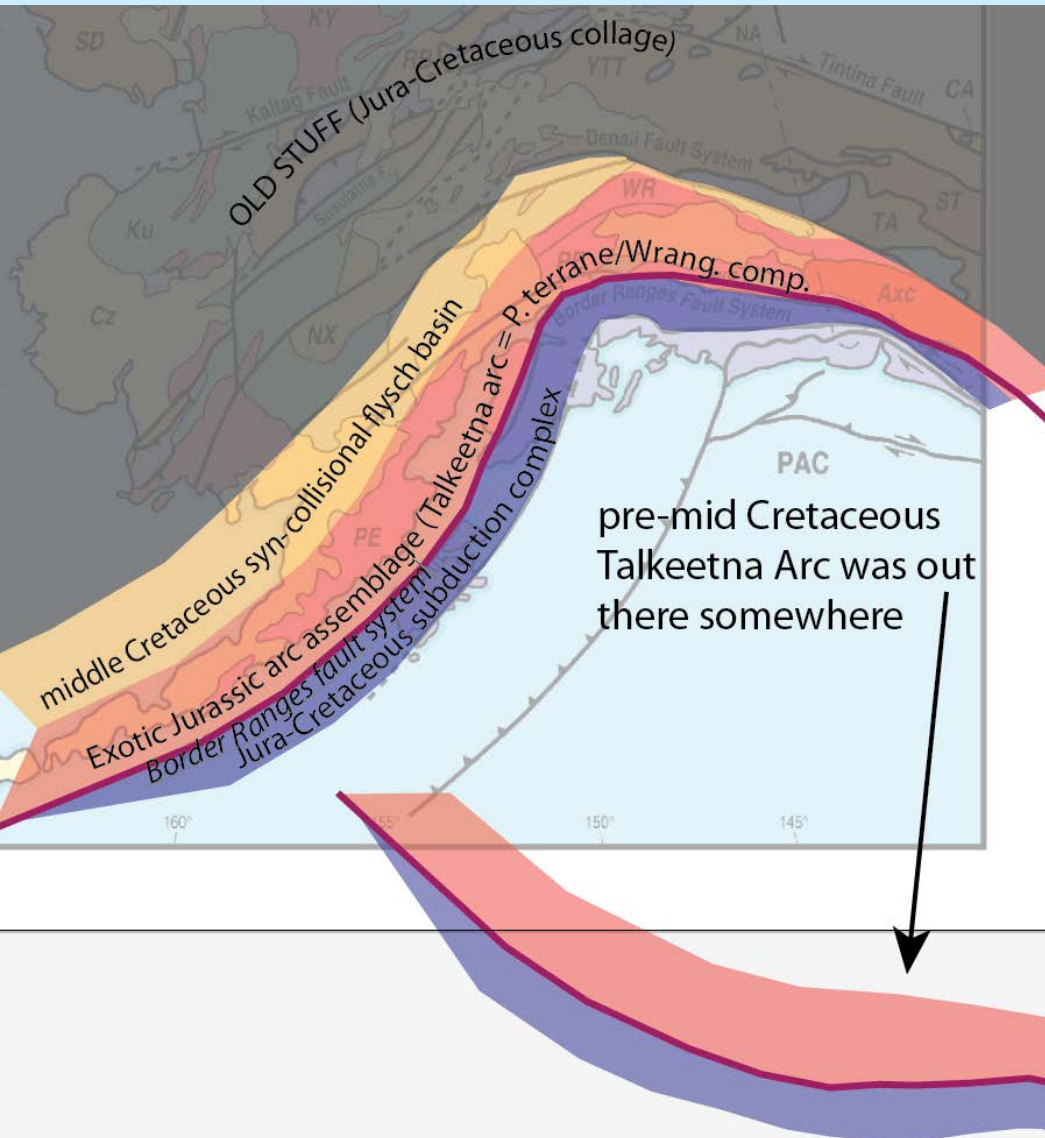 SD
KY
NA
OLD STUFF (Jura-Cretaceous collage)
YTT
Tintina Fault
CA
Kaltag Fault
Denali Fault System
ST
WR
TA
Ku
Cz
NX
Axc
Exotic Jurassic arc assemblage (Talkeetna arc = P. terrane/Wrang. comp.
Border Ranges Fault System
middle Cretaceous syn-collisional flysch basin
PE
Border Ranges fault system
Jura-Cretaceous subduction complex
PAC
pre-mid Cretaceous
Talkeetna Arc was out
there somewhere
160°
55°
150°
145°